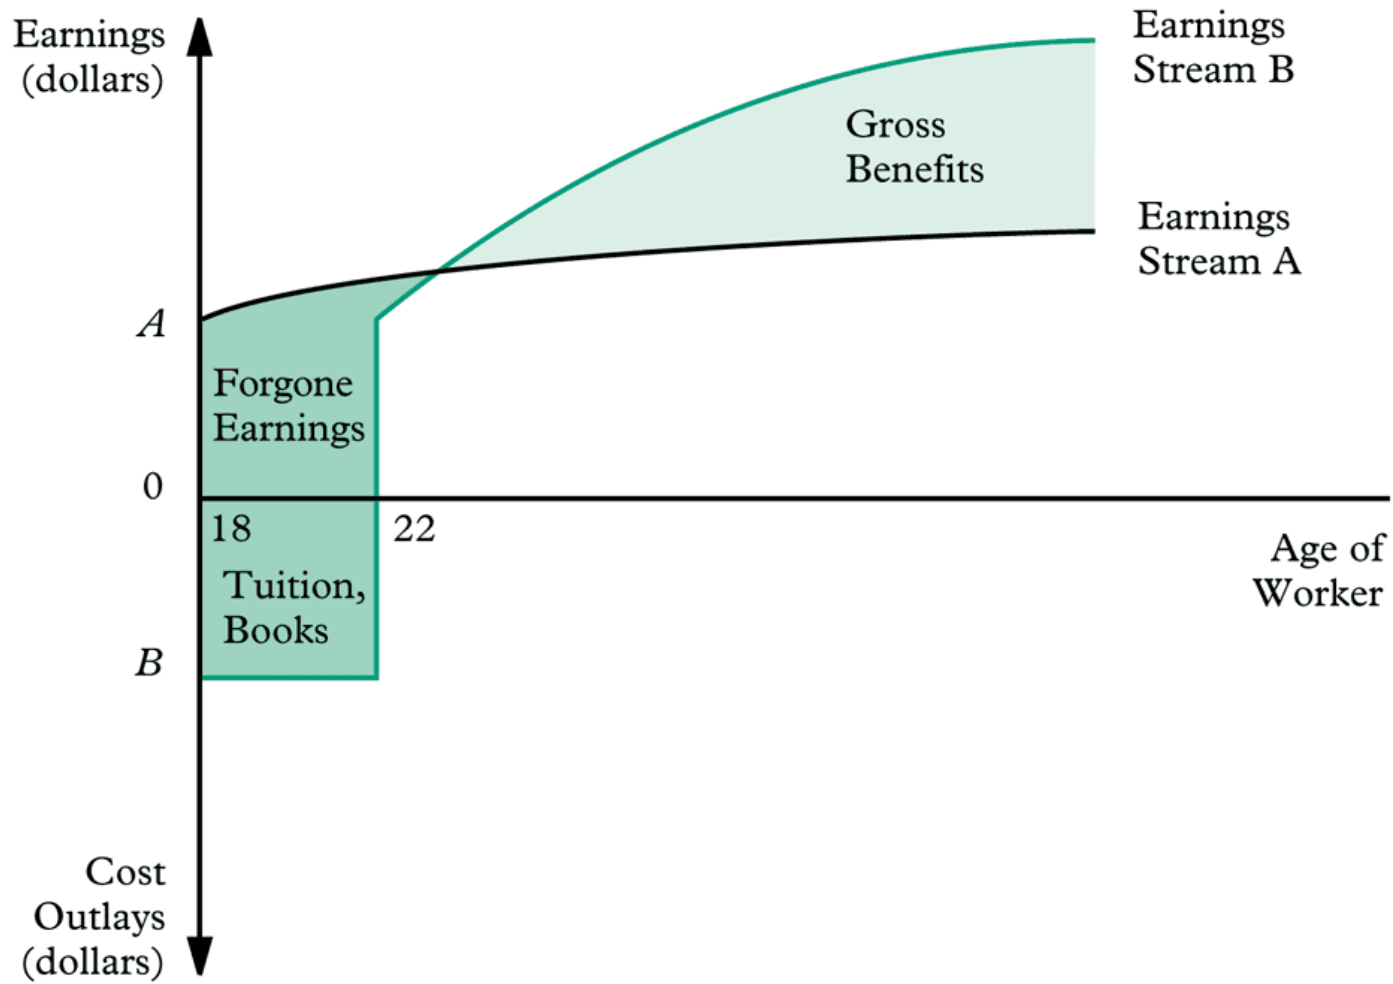 Earnings
(dollars)
Earnings
Stream B
Gross
Benefits
Earnings
Stream A
A
Forgone
Earnings
0
18
22
Tuition,
Books
Age of
Worker
B
Cost
Outlays
(dollars)